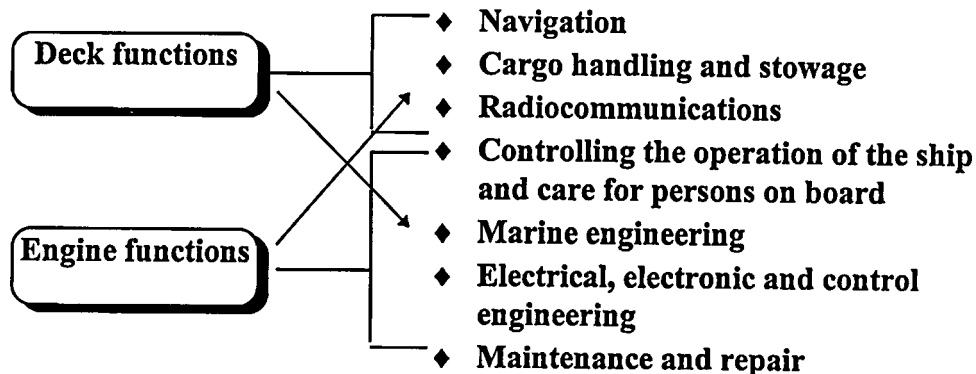 Deck functions
Engine functions
♦ Navigation
♦ Cargo handling and stowage
♦ Radiocommunications
♦ Controlling the operation of the ship
and care for persons on board
♦ Marine engineering
♦ Electrical, electronic and control
engineering
♦ Maintenance and repair